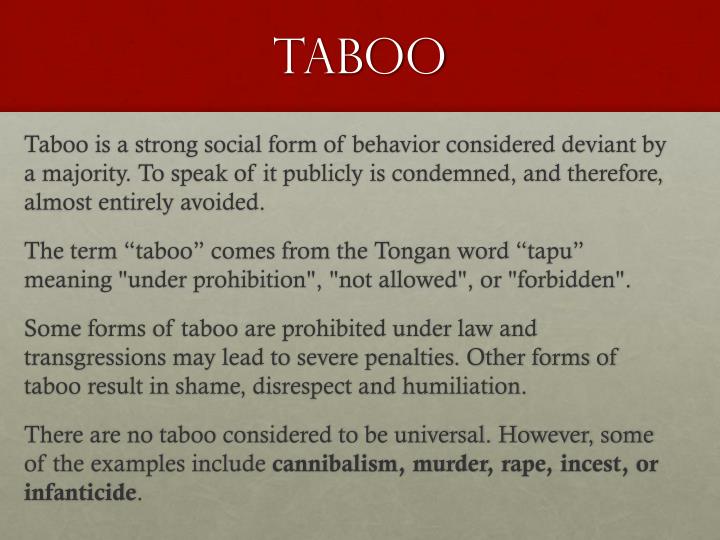 TABOO
Taboo is a strong social form of behavior considered deviant by
a majority. To speak of it publicly is condemned, and therefore,
almost entirely avoided.
The term “taboo” comes from the Tongan word “tapu”
meaning "under prohibition", "not allowed", or "forbidden".
Some forms of taboo are prohibited under law and
transgressions may lead to severe penalties. Other forms of
taboo result in shame, disrespect and humiliation.
There are no taboo considered to be universal. However, some
of the examples include cannibalism, murder, rape, incest, or
infanticide.